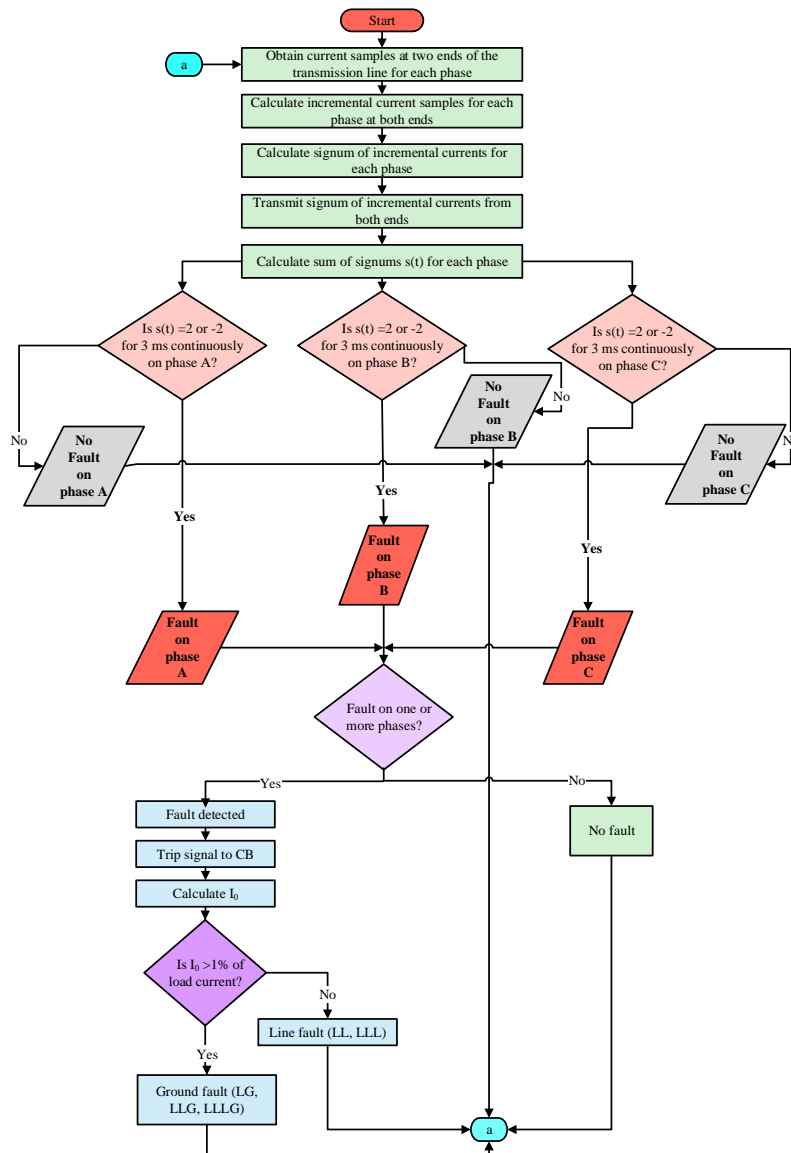 Start
a
Obtain current samples at two ends of the
transmission line for each phase
Calculate incremental current samples for each
phase at both ends
Calculate signum of incremental currents for
each phase
Transmit signum of incremental currents from
both ends
Calculate sum of signums s(t) for each phase
Is s(t) =2 or -2
for 3 ms continuously
on phase A?
Is s(t) =2 or -2
for 3 ms continuously
on phase B?
Is s(t) =2 or -2
for 3 ms continuously
on phase C?
No
No
No
Fault
on
phase A
No
Fault
on
phase B
No
Fault
on
phase C
Yes
Yes
Yes
Fault
on
phase
A
Fault
on
phase
B
Fault
on
phase
C
Fault on one or
more phases?
Yes
No
Fault detected
Trip signal to CB
Calculate I₀
No fault
Is I₀ >1% of
load current?
No
Line fault (LL, LLL)
Yes
Ground fault (LG,
LLG, LLLG)
a